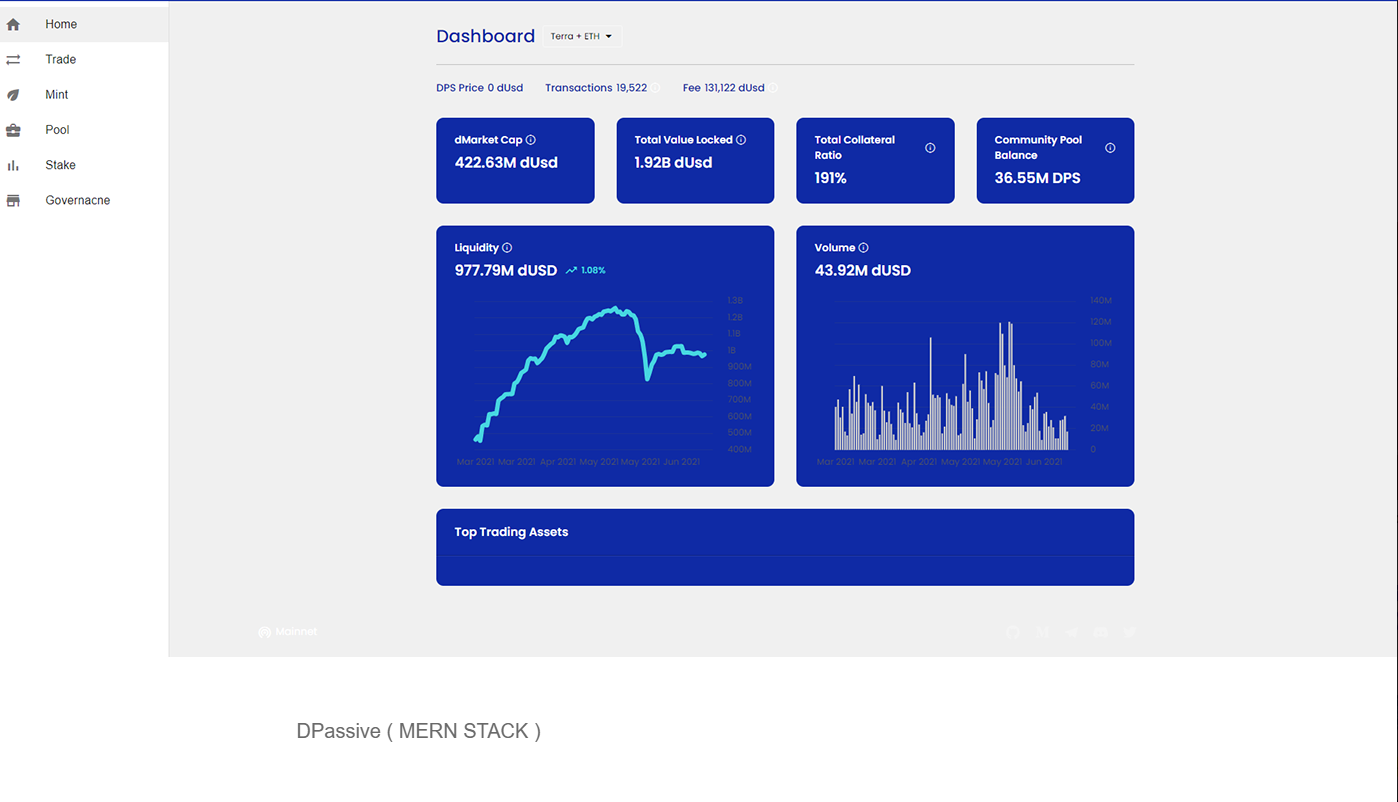 Home
Trade
Mint
Pool
Stake
Governacne
Dashboard Terra + ETH
DPS Price 0 dUsd Transactions 19,522 Fee 131,122 dUsd
dMarket Cap
422.63M dUsd
Total Value Locked
1.92B dUsd
Total Collateral
Ratio
191%
Community Pool
Balance
36.55M DPS
Liquidity
977.79M dUSD 1.08%
1.3B
1.2B
1.1B
1B
900M
800M
700M
600M
500M
400M
Mar 2021 Mar 2021 Apr 2021 May 2021 May 2021 Jun 2021
Volume
43.92M dUSD
140M
120M
100M
80M
60M
40M
20M
0
Mar 2021 Mar 2021 Apr 2021 May 2021 May 2021 Jun 2021
Top Trading Assets
Mainnet
DPassive ( MERN STACK )